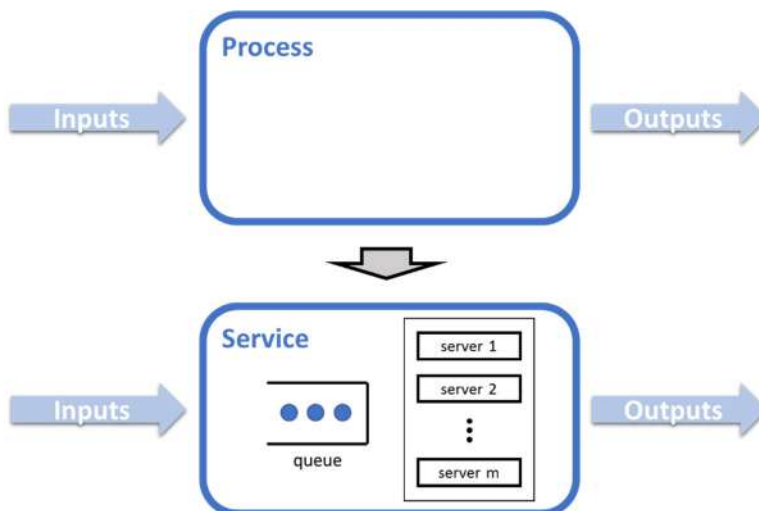 Process
Inputs
Outputs
Service
server 1
Inputs
server 2
Outputs
queue
server m